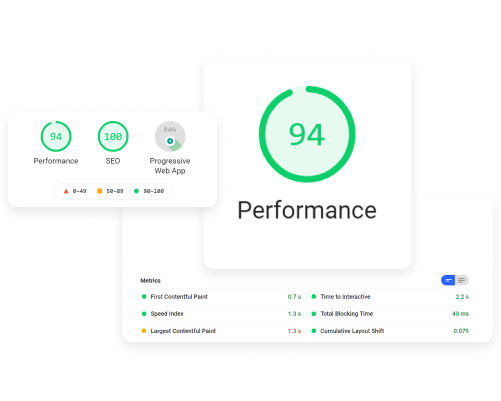 94
Performance
94
100
Performance
SEO
Progressive
Web App
0-49
50-89
90-100
Metrics
First Contentful Paint 0.7 s
Time to Interactive 2.2 s
Speed Index 1.3 s
Total Blocking Time 40 ms
Largest Contentful Paint 1.3 s
Cumulative Layout Shift 0.079